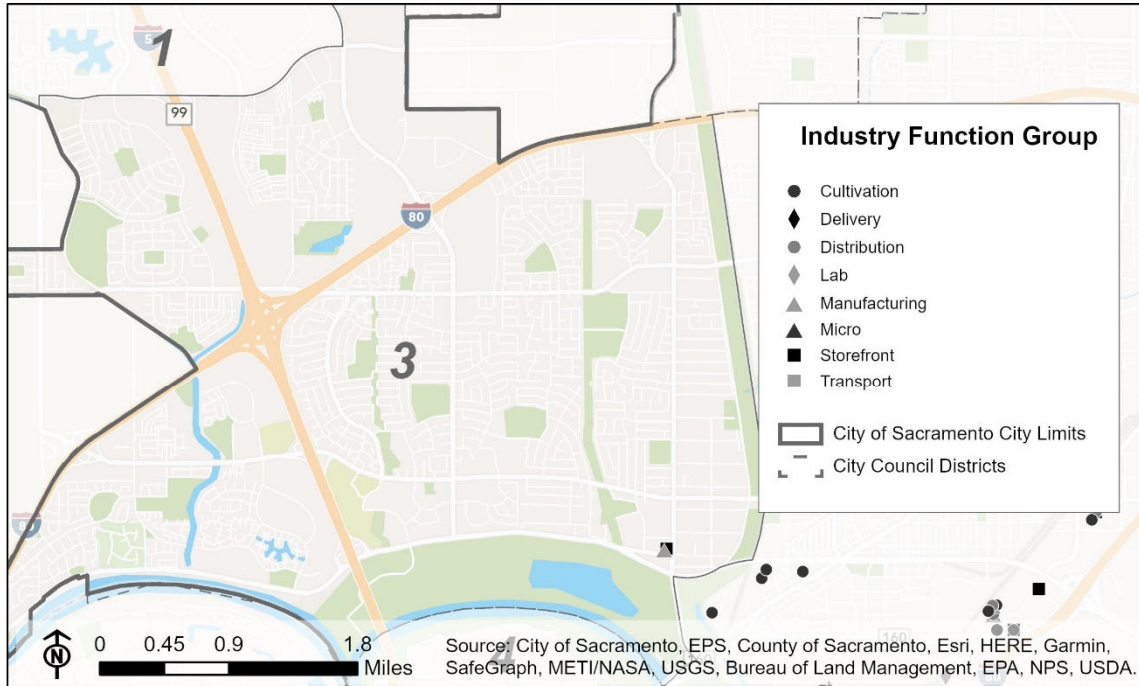 1
5
99
80
3
Industry Function Group
Cultivation
Delivery
Distribution
Lab
Manufacturing
Micro
Storefront
Transport
City of Sacramento City Limits
City Council Districts
80
4
160
N
0 0.45 0.9 1.8
Miles
Source: City of Sacramento, EPS, County of Sacramento, Esri, HERE, Garmin,
SafeGraph, METI/NASA, USGS, Bureau of Land Management, EPA, NPS, USDA.